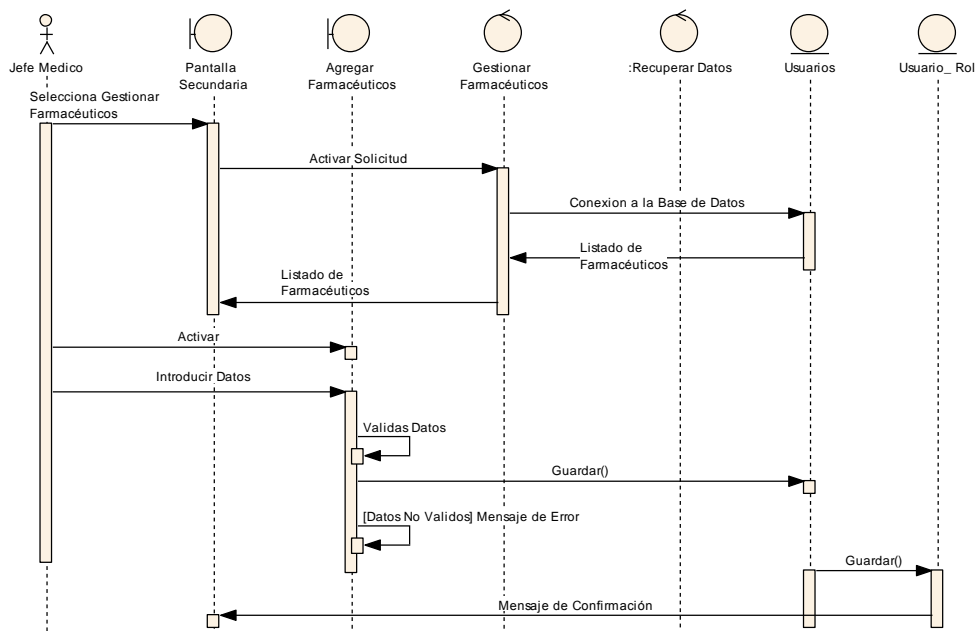 Jefe Medico
Pantalla
Secundaria
Agregar
Farmacéuticos
Gestionar
Farmacéuticos
:Recuperar Datos
Usuarios
Usuario_ Rol
Selecciona Gestionar
Farmacéuticos
Activar Solicitud
Conexion a la Base de Datos
Listado de
Farmacéuticos
Listado de
Farmacéuticos
Activar
Introducir Datos
Validas Datos
Guardar()
[Datos No Validos] Mensaje de Error
Guardar()
Mensaje de Confirmación